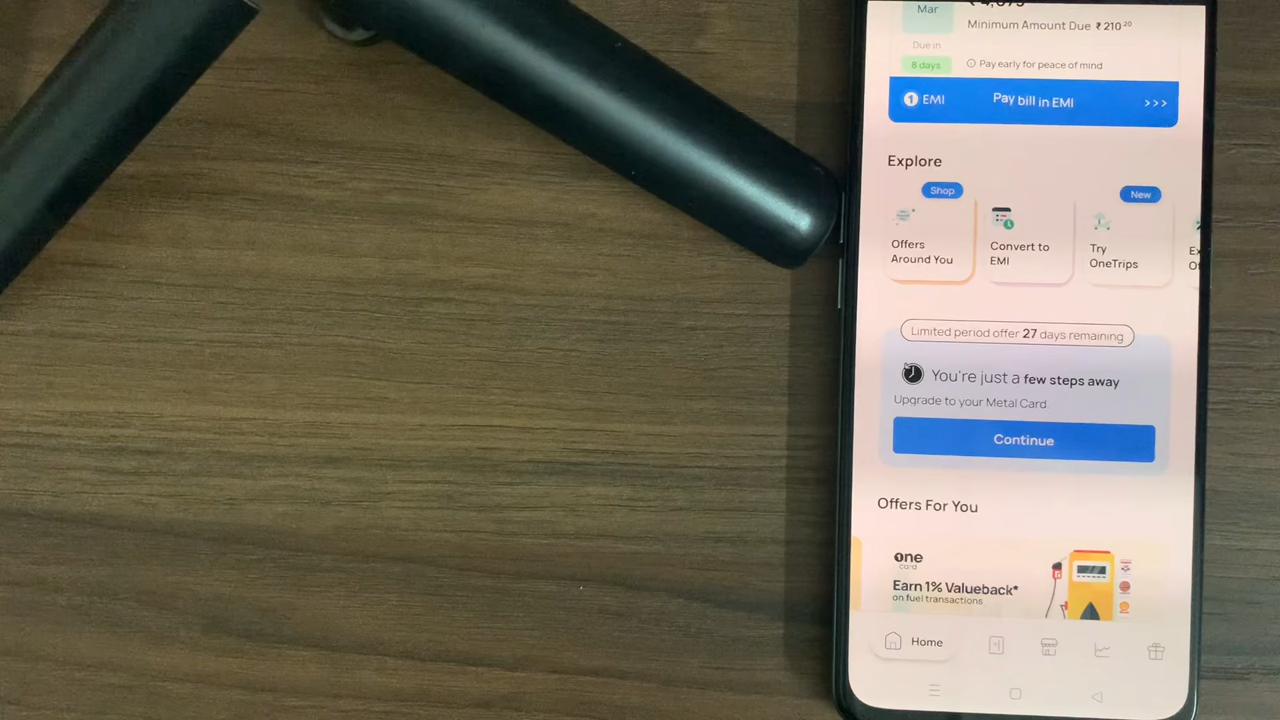 Mar
Minimum Amount Due ₹ 210.20
Due in
8 days
Pay early for peace of mind
1 EMI
Pay bill in EMI
>>>
Explore
Shop
New
Offers
Around You
Convert to
EMI
Try
OneTrips
Limited period offer 27 days remaining
You're just a few steps away
Upgrade to your Metal Card
Continue
Offers For You
one
card
Earn 1% Valueback*
on fuel transactions
Home